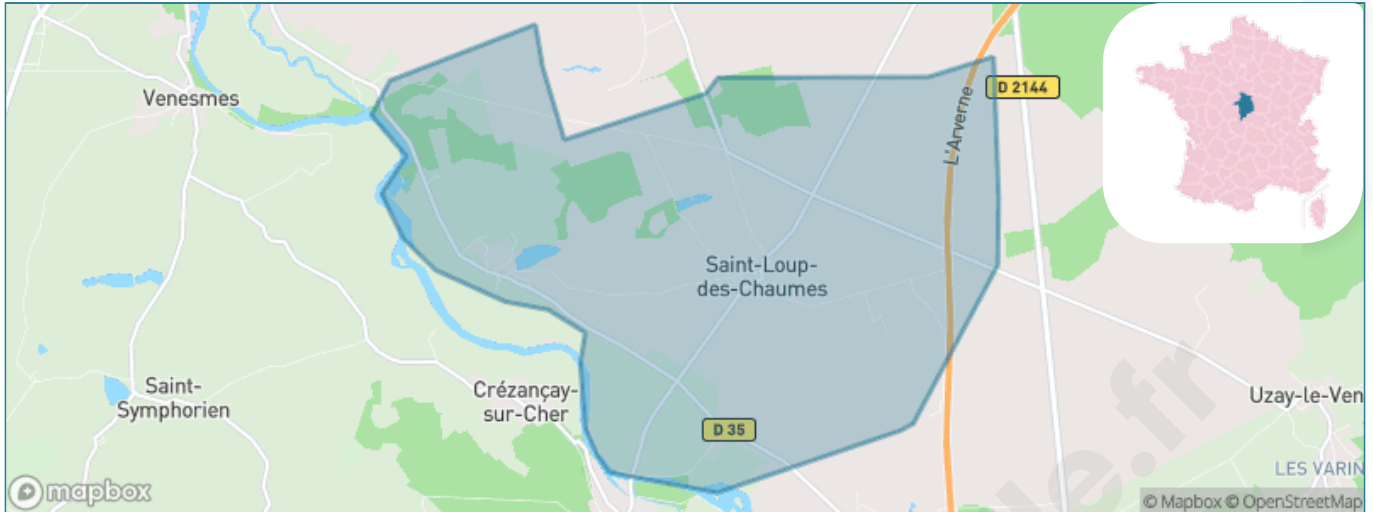 Venesmes
D 2144
L'Arverne
Saint-Loup-
des-Chaumes
Saint-
Symphorien
Crézançay-
sur-Cher
Uzay-le-Ven
D 35
LES VARIN
mapbox
© Mapbox © OpenStreetMap